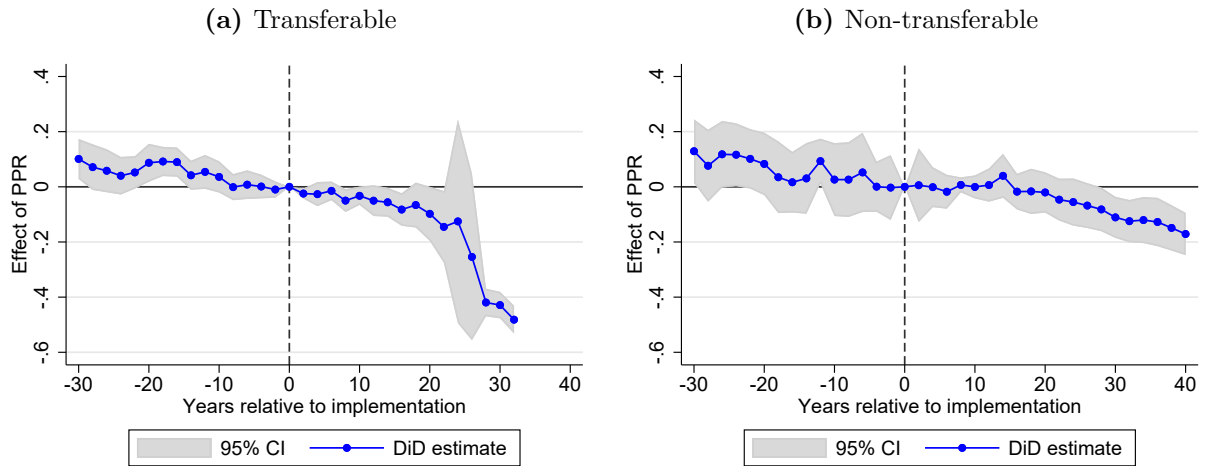 (a) Transferable
Effect of PPR
.4
.2
0
-.2
-.4
-.6
-30
-20
-10
0
10
20
30
40
Years relative to implementation
95% CI
DiD estimate
(b) Non-transferable
Effect of PPR
.4
.2
0
-.2
-.4
-.6
-30
-20
-10
0
10
20
30
40
Years relative to implementation
95% CI
DiD estimate